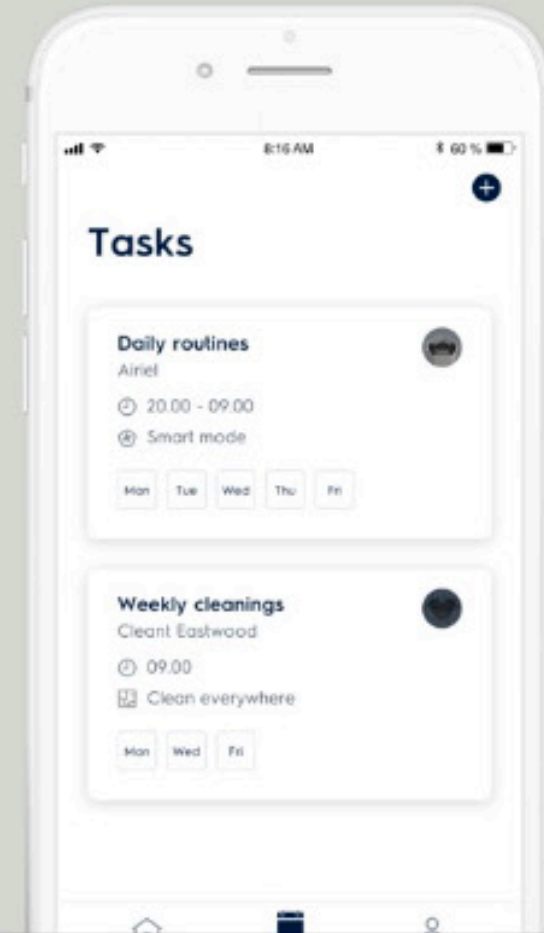 8:16 AM
60 %
Tasks
Daily routines
Airiel
20.00 - 09.00
Smart mode
Mon Tue Wed Thu Fri
Weekly cleanings
Cleant Eastwood
09.00
Clean everywhere
Mon Wed Fri